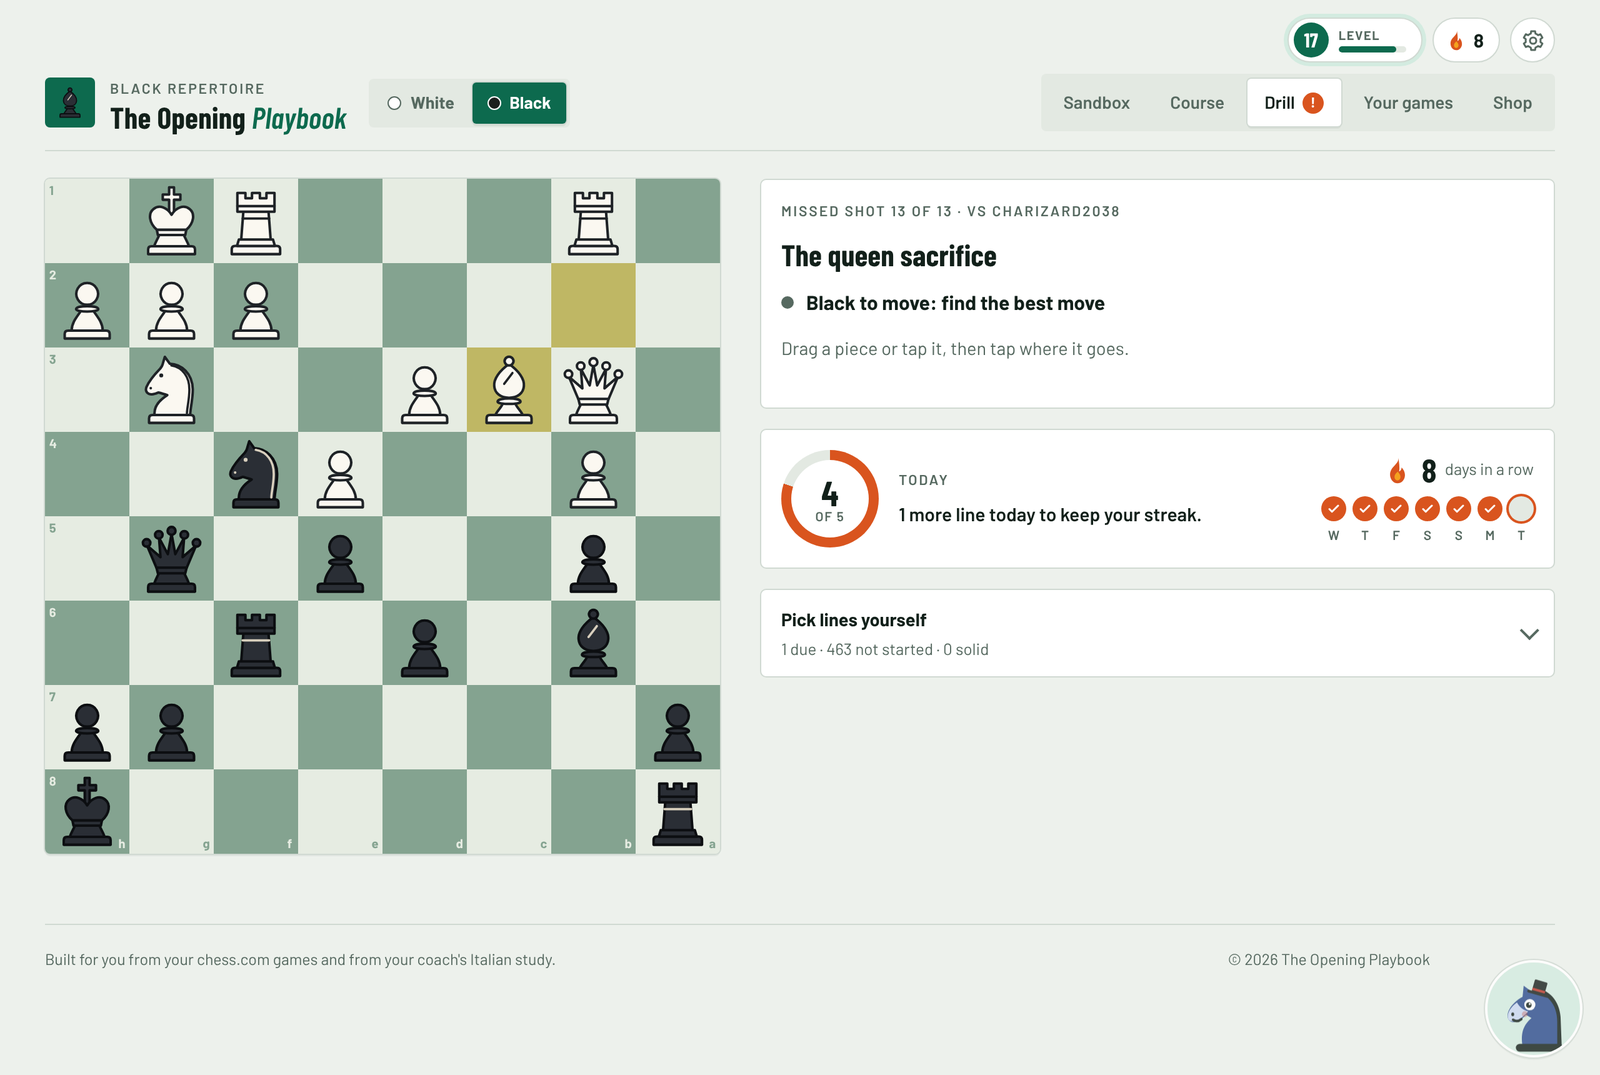 17 LEVEL
8
BLACK REPERTOIRE
The Opening Playbook
White
Black
Sandbox
Course
Drill !
Your games
Shop
1
2
3
4
5
6
7
8
h g f e d c b a
MISSED SHOT 13 OF 13 · VS CHARIZARD2038
The queen sacrifice
Black to move: find the best move
Drag a piece or tap it, then tap where it goes.
4
OF 5
TODAY
1 more line today to keep your streak.
8 days in a row
W T F S S M T
Pick lines yourself
1 due · 463 not started · 0 solid
Built for you from your chess.com games and from your coach's Italian study.
© 2026 The Opening Playbook